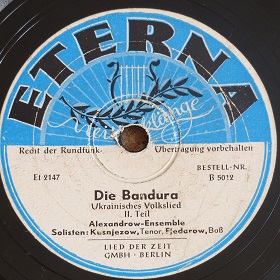 ETERNA
Recht der Rundfunk- Übertragung vorbehalten
BESTELL-NR.
Et 2147 B 5012
Die Bandura
Ukrainisches Volkslied
II. Teil
Alexandrow-Ensemble
Solisten: Kusnjezow, Tenor, Fjedorow, Baß
LIED DER ZEIT
GMBH · BERLIN